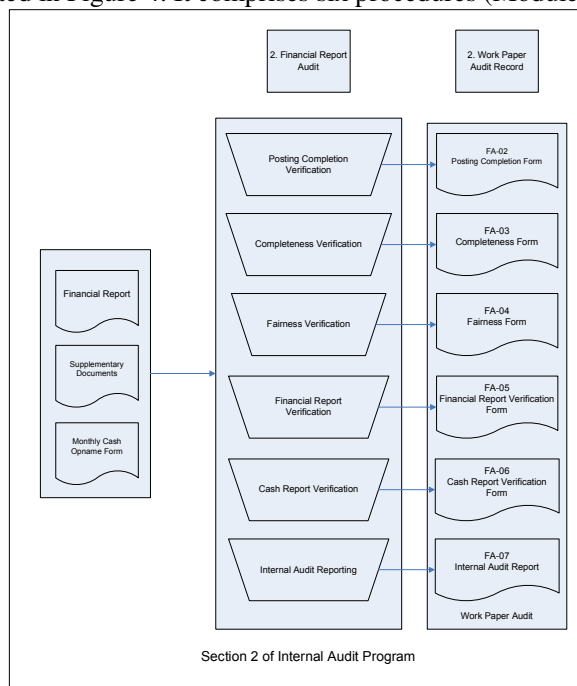 ted in Figure 4. It comprises six procedures (Module
2. Financial Report
Audit
2. Work Paper
Audit Record
Posting Completion
Verification
FA-02
Posting Completion Form
Completeness Verification
FA-03
Completeness Form
Financial Report
Fairness Verification
FA-04
Fairness Form
Supplementary
Documents
Financial Report
Verification
FA-05
Financial Report Verification
Form
Monthly Cash
Opname Form
Cash Report Verification
FA-06
Cash Report Verification
Form
Internal Audit Reporting
FA-07
Internal Audit Report
Work Paper Audit
Section 2 of Internal Audit Program